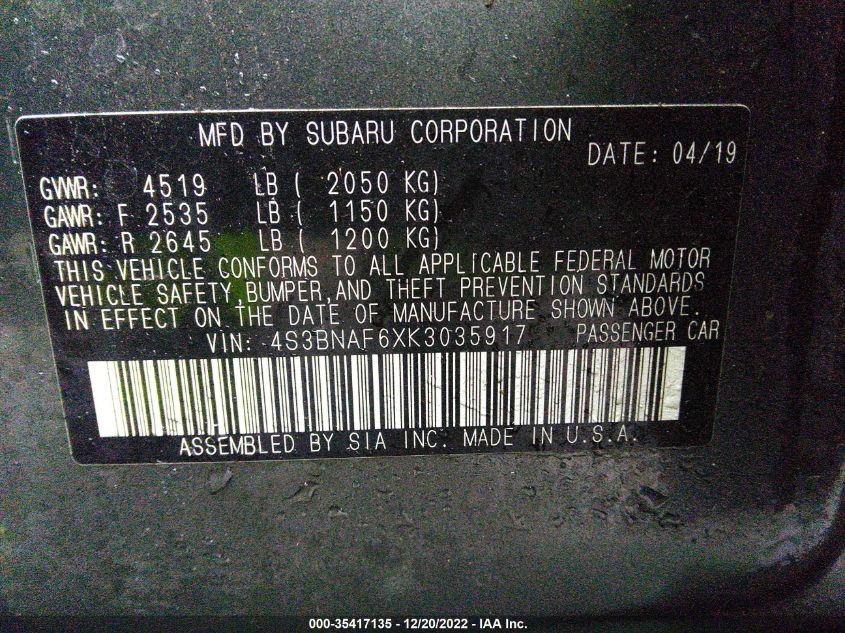 MFD BY SUBARU CORPORATION
DATE: 04/19
GVWR: 4519 LB ( 2050 KG)
GAWR: F 2535 LB ( 1150 KG)
GAWR: R 2645 LB ( 1200 KG)
THIS VEHICLE CONFORMS TO ALL APPLICABLE FEDERAL MOTOR
VEHICLE SAFETY,BUMPER,AND THEFT PREVENTION STANDARDS
IN EFFECT ON THE DATE OF MANUFACTURE SHOWN ABOVE.
VIN: 4S3BNAF6XK3035917 PASSENGER CAR
ASSEMBLED BY SIA INC. MADE IN U.S.A.
000-35417135 - 12/20/2022 - IAA Inc.